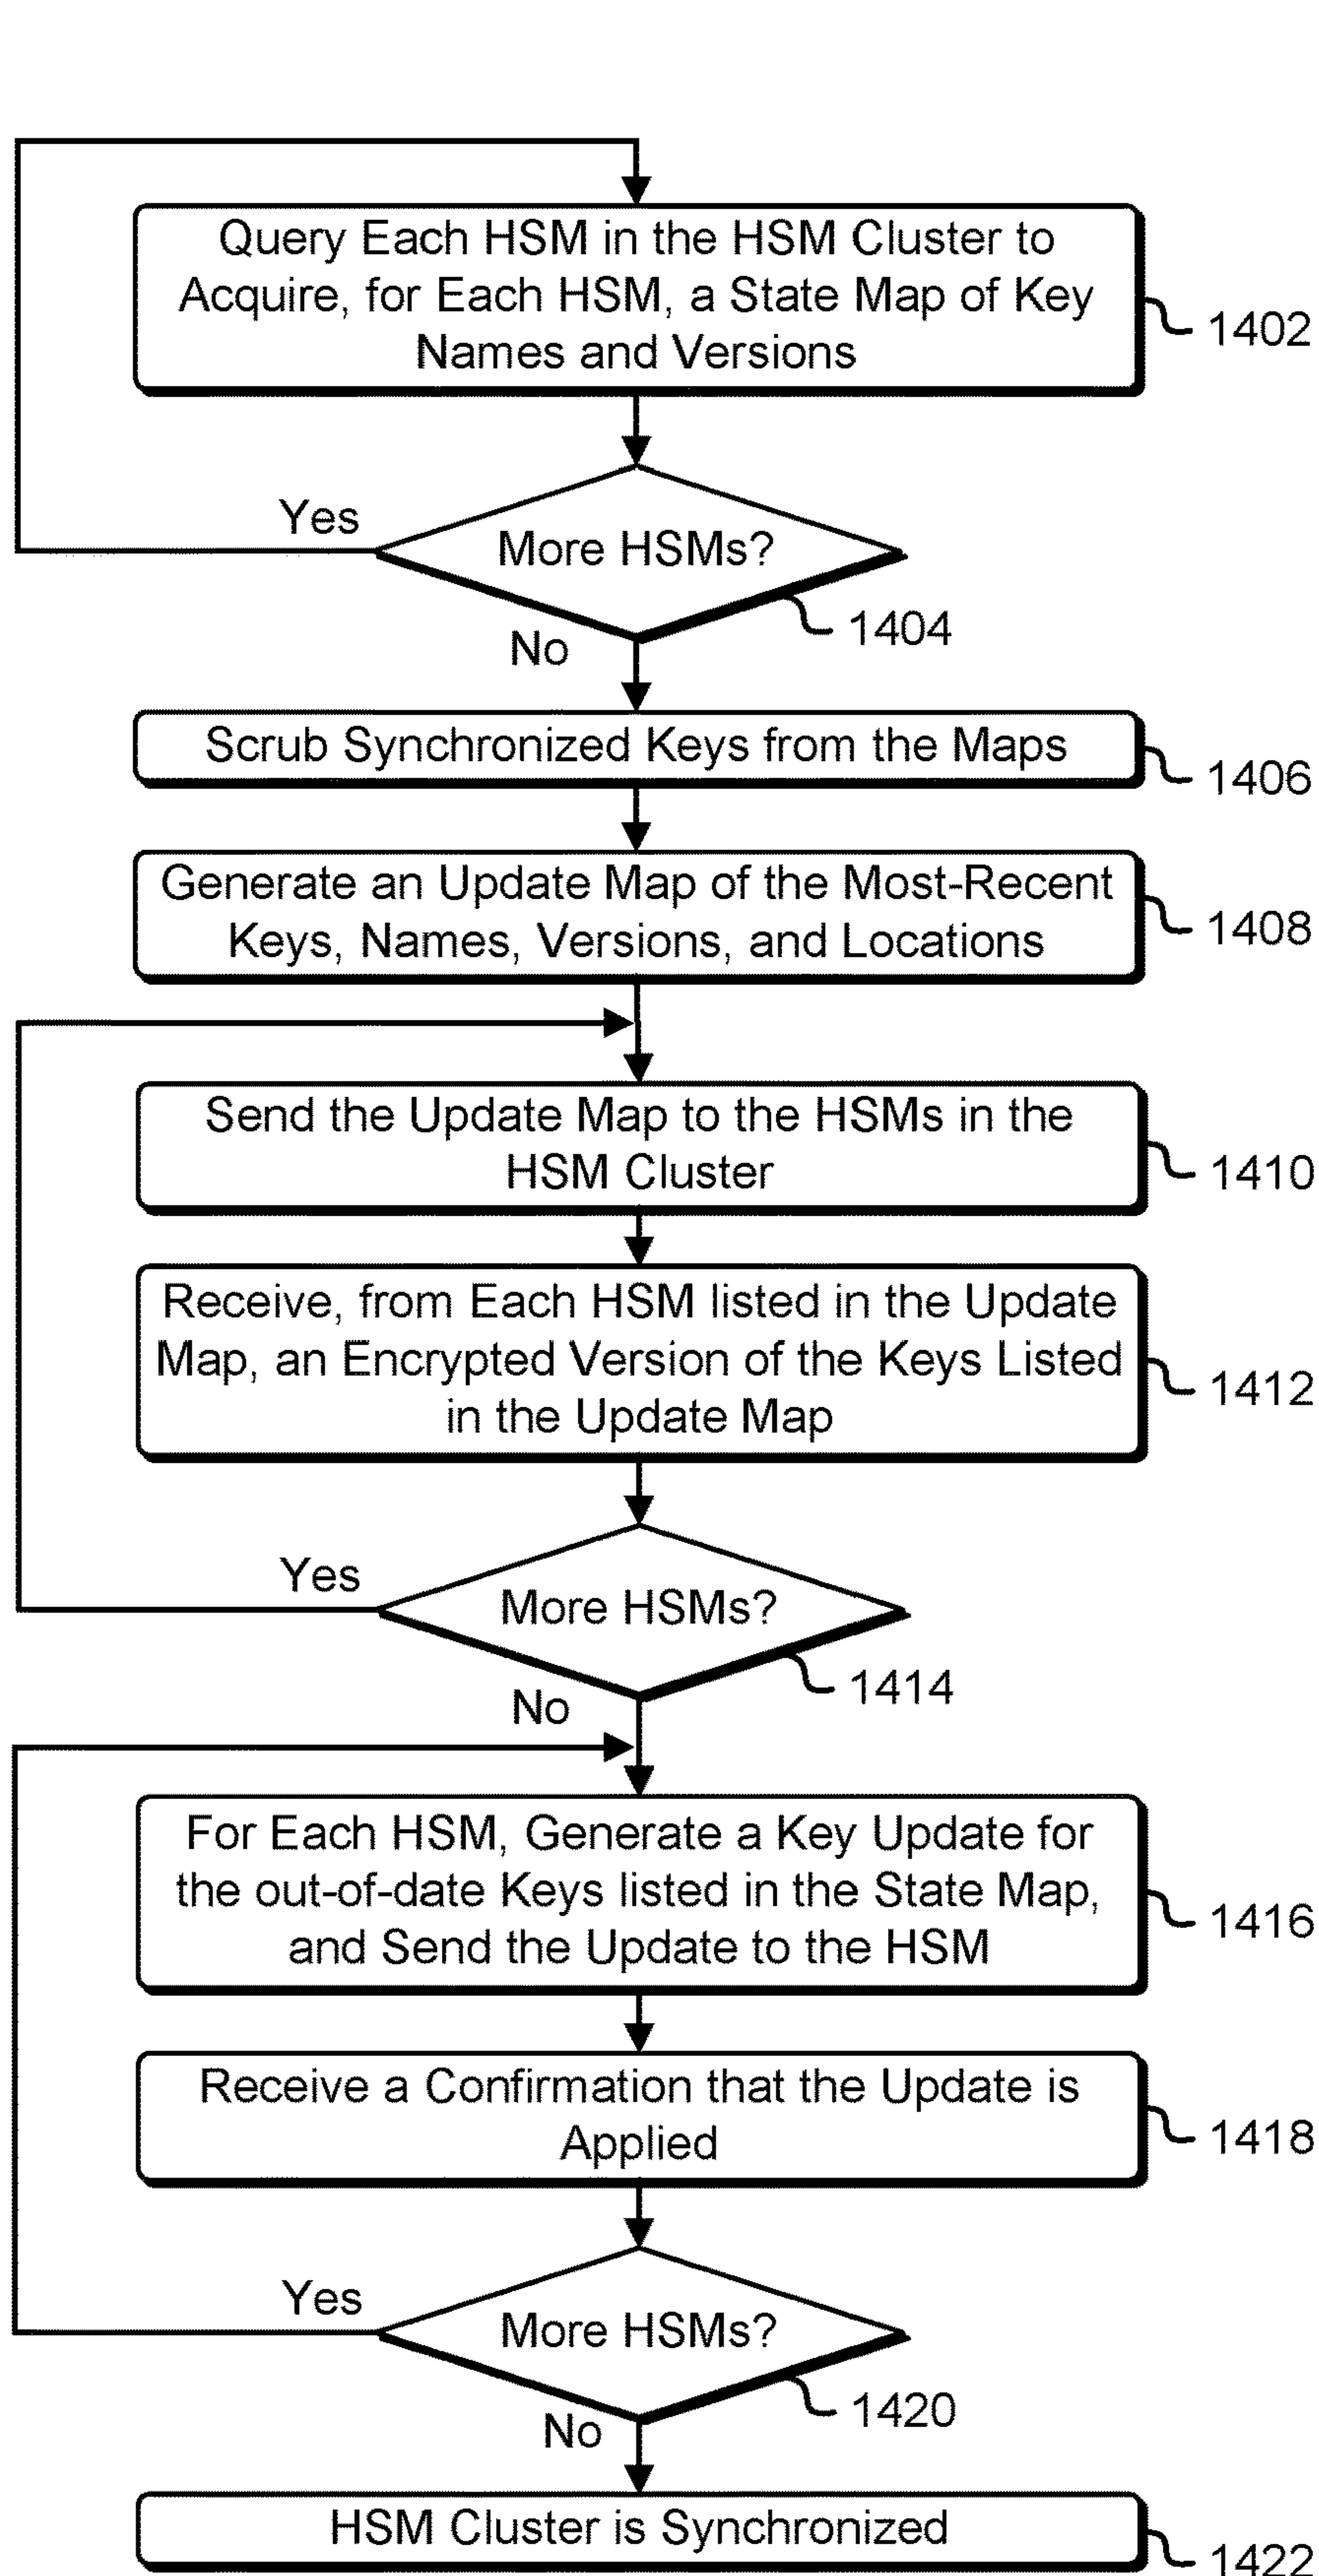 Query Each HSM in the HSM Cluster to
Acquire, for Each HSM, a State Map of Key
Names and Versions
1402
Yes
More HSMs?
1404
No
Scrub Synchronized Keys from the Maps
1406
Generate an Update Map of the Most-Recent
Keys, Names, Versions, and Locations
1408
Send the Update Map to the HSMs in the
HSM Cluster
1410
Receive, from Each HSM listed in the Update
Map, an Encrypted Version of the Keys Listed
in the Update Map
1412
Yes
More HSMs?
1414
No
For Each HSM, Generate a Key Update for
the out-of-date Keys listed in the State Map,
and Send the Update to the HSM
1416
Receive a Confirmation that the Update is
Applied
1418
Yes
More HSMs?
1420
No
HSM Cluster is Synchronized
1422